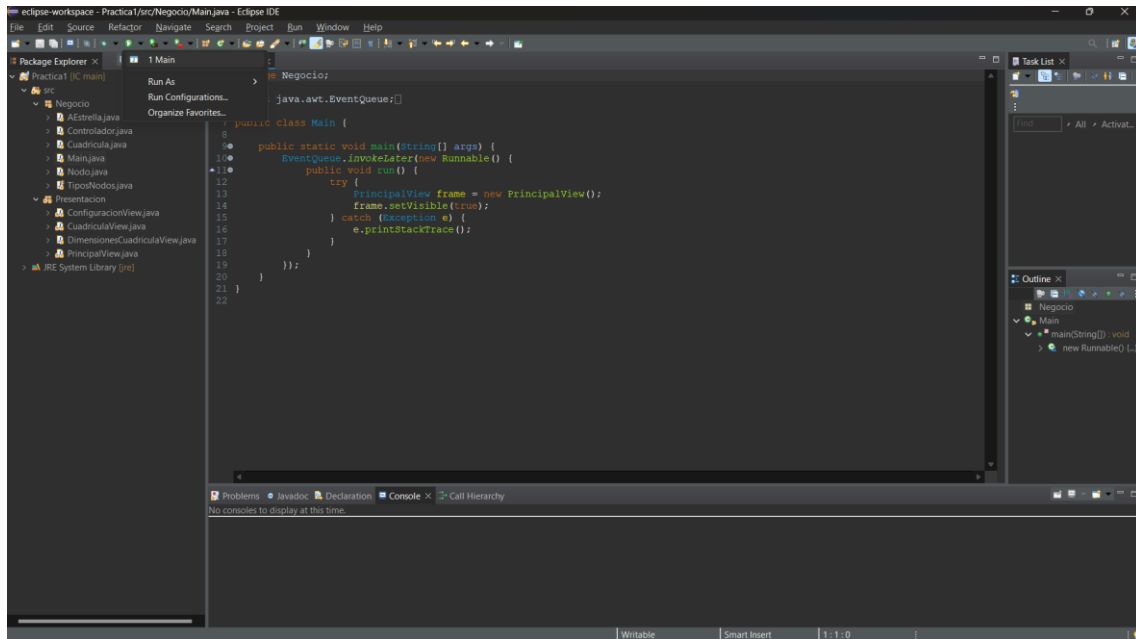 eclipse-workspace - Practica1/src/Negocio/Main.java - Eclipse IDE
File Edit Source Refactor Navigate Search Project Run Window Help
Package Explorer
Practica1 [IC main]
src
Negocio
AEstrella.java
Controlador.java
Cuadricula.java
Main.java
Nodo.java
TiposNodos.java
Presentacion
ConfiguracionView.java
CuadriculaView.java
DimensionesCuadriculaView.java
PrincipalView.java
JRE System Library [jre]
1 Main
Run As
Run Configurations...
Organize Favorites...
Negocio;
java.awt.EventQueue;
7 public class Main {
8
9 public static void main(String[] args) {
10 EventQueue.invokeLater(new Runnable() {
11 public void run() {
12 try {
13 PrincipalView frame = new PrincipalView();
14 frame.setVisible(true);
15 } catch (Exception e) {
16 e.printStackTrace();
17 }
18 }
19 });
20 }
21 }
22
Task List
Find All Activat...
Outline
Negocio
Main
main(String[]) : void
new Runnable() {...}
Problems Javadoc Declaration Console Call Hierarchy
No consoles to display at this time.
Writable Smart Insert 1 : 1 : 0